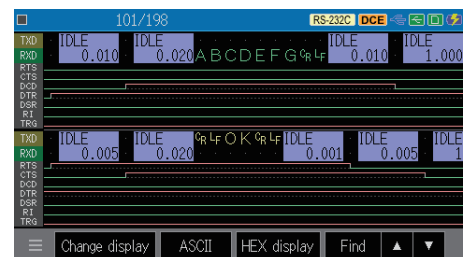 101/198 RS-232C DCE
TXD IDLE IDLE IDLE IDLE
RXD 0.010 0.020 ABCDEFG CR LF 0.010 1.000
RTS
CTS
DCD
DTR
DSR
RI
TRG
TXD IDLE IDLE CR LF OK CR LF IDLE IDLE IDLE
RXD 0.005 0.020 0.001 0.005 1
RTS
CTS
DCD
DTR
DSR
RI
TRG
Change display ASCII HEX display Find ▲ ▼